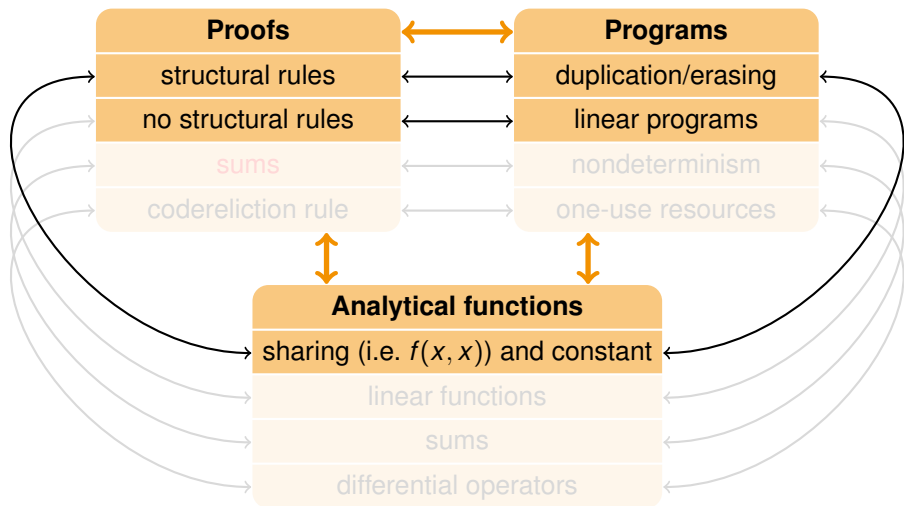 Proofs
structural rules
no structural rules
sums
codereliction rule
Programs
duplication/erasing
linear programs
nondeterminism
one-use resources
Analytical functions
sharing (i.e. f(x, x)) and constant
linear functions
sums
differential operators